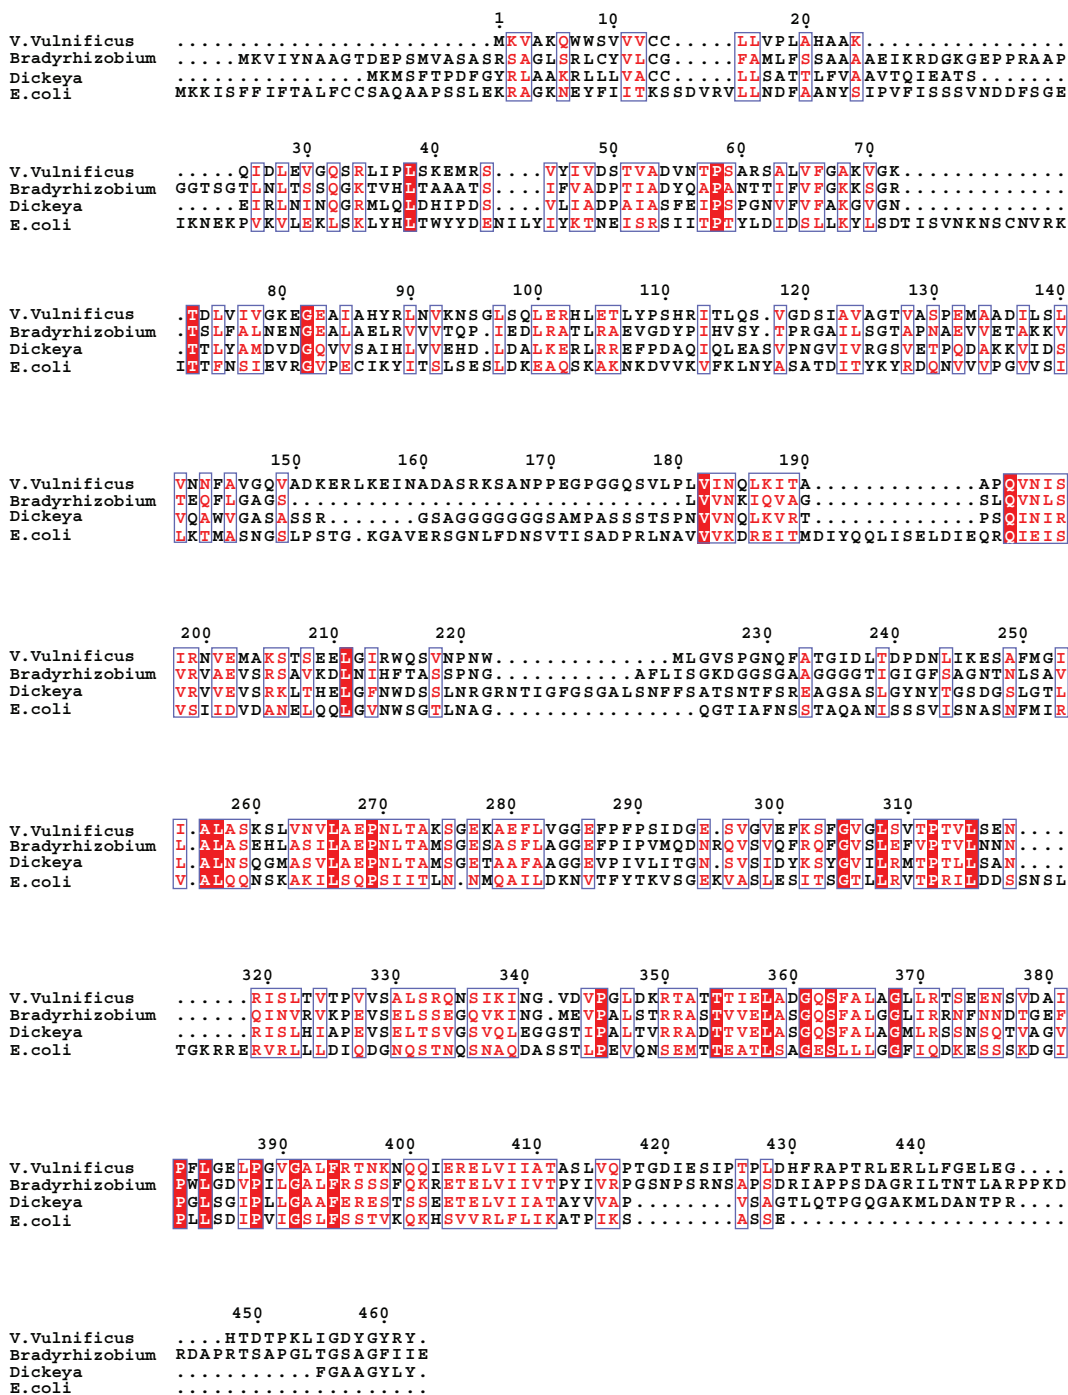 1 10 20
V.Vulnificus .........................MKVAKQWWSVVVCC.....LLVPLAHAAK................
Bradyrhizobium .....MKVIYNAAGTDEPSMVASASRSAGLSRLCYVLCG.....FAMLFSSAAAAEIKRDGKGEPPRAAP
Dickeya ...............MKMSFTPDFGYRLAAKRLLLVACC.....LLSATTLFVAAVTQIEATS.......
E.coli MKKISFFIFTALFCCSAQAAPSSLEKRAGKNEYFIITKSSDVRVLLNDFAANYSIPVFISSSVNDDFSGE
30 40 50 60 70
V.Vulnificus .....QIDLEVGQSRLIPLSKEMRS....VYIVDSTVADVNTPSARSALVFGAKVGK.............
Bradyrhizobium GGTSGTLNLTSSQGKTVHLTAAATS....IFVADPTIADYQAPANTTIFVFGKKSGR.............
Dickeya .....EIRLNINQGRMLQLDHIPDS....VLIADPAIASFEIPSPGNVFVFAKGVGN.............
E.coli IKNEKPVKVLEKLSKLYHLTWYYDENILYIYKTNEISRSIITPTYLDIDSLLKYLSDTISVNKNSCNVRK
80 90 100 110 120 130 140
V.Vulnificus .TDLVIVGKEGEAIAHYRLNVKNSGLSQLERHLETLYPSHRITLQS.VGDSIAVAGTVASPEMAADILSL
Bradyrhizobium .TSLFALNENGEALAELRVVVTQP.IEDLRATLRAEVGDYPIHVSY.TPRGAILSGTAPNAEVVETAKKV
Dickeya .TTLYAMDVDGQVVSAIHLVVEHD.LDALKERLRREFPDAQIQLEASVPNGVIVRGSVETPQDAKKVIDS
E.coli ITTFNSIEVRGVPECIKYITSLSESLDKEAQSKAKNKDVVKVFKLNYASATDITYKYRDQNVVVVPGVVSI
150 160 170 180 190
V.Vulnificus VNNFAVGQVADKERLKEINADASRKSANPPEGPGGQSVLPLVINQLKITA.............APQVNIS
Bradyrhizobium TEQFLGAGS...............................LVVNKIQVAG.............SLQVNLS
Dickeya VQAWVGASASSR.......GSAGGGGGGGSAMPASSSTSPNVVNQLKVRT.............PSQINIR
E.coli LKTMASNGSLPSTG.KGAVERSGNLFDNSVTISADPRLNAVVVKDREITMDIYQQLISELDIEQRQIEIS
200 210 220 230 240 250
V.Vulnificus IRNVEMAKSTSEELGIRWQSVNPNW..............MLGVSPGNQFATGIDLTDPDNLIKESAFMGI
Bradyrhizobium VRVAEVSRSAVKDLNIHFTASSPNG...........AFLISGKDGGSGAAGGGGTIGIGFSAGNTNLSAV
Dickeya VRVVEVSRKLTHELGFNWDSSLNRGRNTIGFGSGALSNFFSATSNTFSREAGSASLGYNYTGSDGSLGTL
E.coli VSIIDVDANELQQLGVNWSGTLNAG................QGTIAFNSSTAQANISSSVISNASNFMIR
260 270 280 290 300 310
V.Vulnificus I.ALASKSLVNVLAEPNLTAKSGEKAEFLVGGEFPFPSIDGE.SVGVEFKSFGVGLSVTPTVLSEN....
Bradyrhizobium L.ALASEHLASILAEPNLTAMSGESASFLAGGEFPIPVMQDNRQVSVQFRQFGVSLEFVPTVLNNN....
Dickeya L.ALNSQGMASVLAEPNLTAMSGETAAFAAGGEVPIVLITGN.SVSIDYKSYGVILRMTPTLLSAN....
E.coli V.ALQQNSKAKILSQPSIITLN.NMQAILDKNVTFYTKVSGEKVASLESITSGTLLRVTPRILDDSSNSL
320 330 340 350 360 370 380
V.Vulnificus ......RISLTVTPVVSALSRQNSIKING.VDVPGLDKRTATTTIELADGQSFALAGLLRTSEENSVDAI
Bradyrhizobium ......QINVRVKPEVSELSSEGQVKING.MEVPALSTRRASTVVELASGQSFALGGLIRRNFNNDTGEF
Dickeya ......RISLHIAPEVSELTSVGSVQLEGGSTIPALTVRRADTTVELASGQSFALAGMLRSSNSQTVAGV
E.coli TGKRRERVRLLLDIQDGNQSTNQSNAQDASSTLPEVQNSEMTTEATLSAGESLLLGGFIQDKESSSKDGI
390 400 410 420 430 440
V.Vulnificus PFLGELPGVGALFRTNKNQQIERELVIIATASLVQPTGDIESIPTPLDHFRAPTRLERLLFGELEG....
Bradyrhizobium PWLGDVPILGALFRSSSFQKRETELVIIVTPYIVRPGSNPSRNSAPSDRIAPPSDAGRILTNTLARPPKD
Dickeya PGLSGIPLLGAAFERESTSSEETELVIIATAYVVAP........VSAGTLQTPGQGAKMLDANTPR....
E.coli PLLSDIPVIGSLFSSTVKQKHSVVRLFLIKATPIKS........ASSE......................
450 460
V.Vulnificus ....HTDTPKLIGDYGYRY.
Bradyrhizobium RDAPRTSAPGLTGSAGFIIE
Dickeya ...........FGAAGYLY.
E.coli ....................